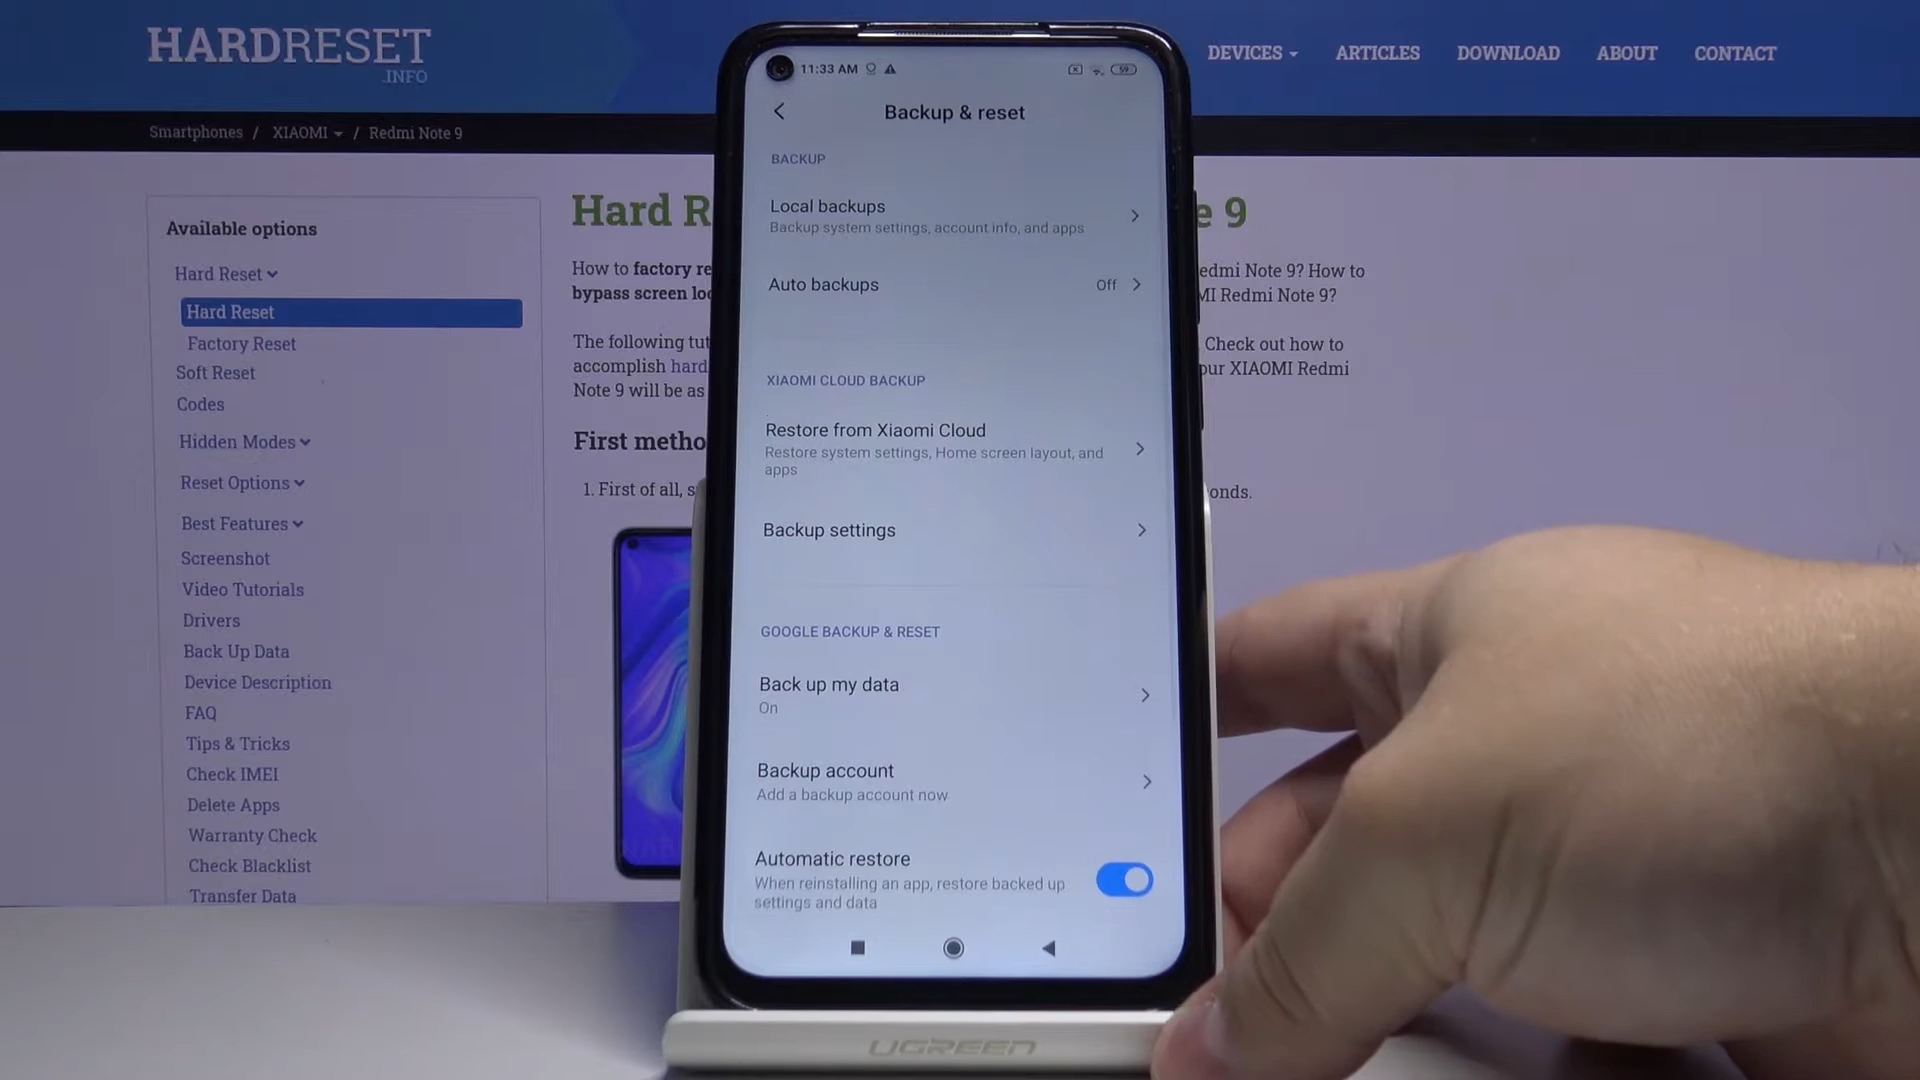 HARDRESET
.INFO
DEVICES ARTICLES DOWNLOAD ABOUT CONTACT
Smartphones / XIAOMI / Redmi Note 9
Available options
Hard Reset
Hard Reset
Factory Reset
Soft Reset
Codes
Hidden Modes
Reset Options
Best Features
Screenshot
Video Tutorials
Drivers
Back Up Data
Device Description
FAQ
Tips & Tricks
Check IMEI
Delete Apps
Warranty Check
Check Blacklist
Transfer Data
Hard R
How to factory re
bypass screen loc
The following tut
accomplish hard
Note 9 will be as
First metho
1. First of all, s
11:33 AM 59
Backup & reset
BACKUP
Local backups
Backup system settings, account info, and apps
Auto backups Off
XIAOMI CLOUD BACKUP
Restore from Xiaomi Cloud
Restore system settings, Home screen layout, and
apps
Backup settings
GOOGLE BACKUP & RESET
Back up my data
On
Backup account
Add a backup account now
Automatic restore
When reinstalling an app, restore backed up
settings and data
e 9
edmi Note 9? How to
MI Redmi Note 9?
Check out how to
our XIAOMI Redmi
onds.
UGREEN